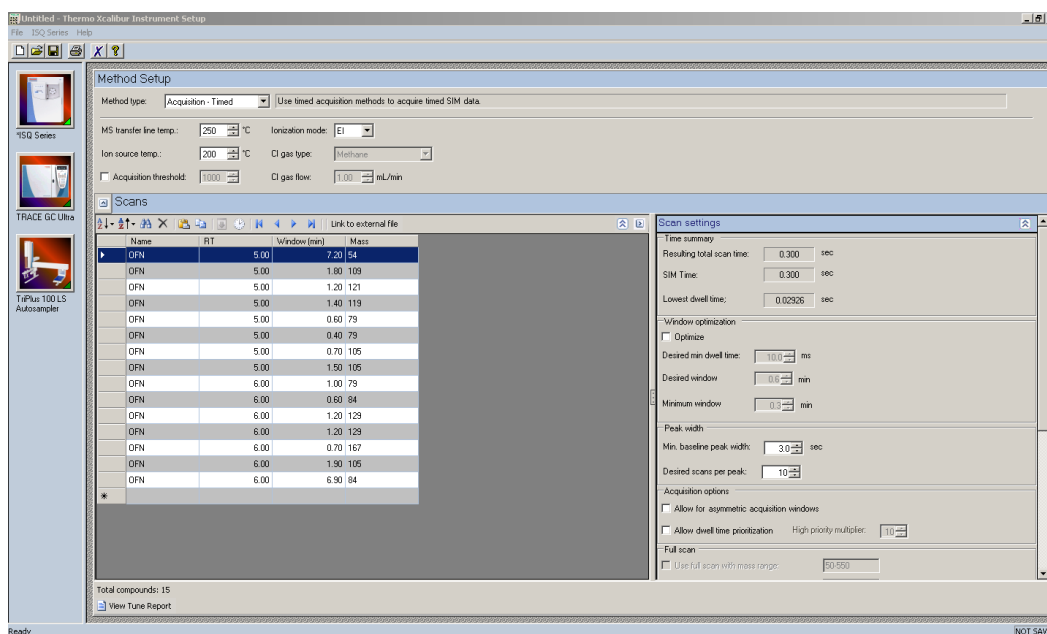 Untitled - Thermo Xcalibur Instrument Setup
File ISQ Series Help
Method Setup
Method type: Acquisition - Timed Use timed acquisition methods to acquire timed SIM data.
MS transfer line temp.: 250 °C Ionization mode: EI
Ion source temp.: 200 °C CI gas type: Methane
Acquisition threshold: 1000 CI gas flow: 1.00 mL/min
*ISQ Series
TRACE GC Ultra
TriPlus 100 LS
Autosampler
Scans
Link to external file
Name RT Window (min) Mass
OFN 5.00 7.20 54
OFN 5.00 1.80 109
OFN 5.00 1.20 121
OFN 5.00 1.40 119
OFN 5.00 0.60 79
OFN 5.00 0.40 79
OFN 5.00 0.70 105
OFN 5.00 1.50 105
OFN 6.00 1.00 79
OFN 6.00 0.60 84
OFN 6.00 1.20 129
OFN 6.00 1.20 129
OFN 6.00 0.70 167
OFN 6.00 1.90 105
OFN 6.00 6.90 84
Scan settings
Time summary
Resulting total scan time: 0.300 sec
SIM Time: 0.300 sec
Lowest dwell time; 0.02926 sec
Window optimization
Optimize
Desired min dwell time: 10.0 ms
Desired window 0.6 min
Minimum window 0.3 min
Peak width
Min. baseline peak width: 3.0 sec
Desired scans per peak: 10
Acquisition options
Allow for asymmetric acquisition windows
Allow dwell time prioritization High priority multiplier: 10
Full scan
Use full scan with mass range: 50-550
Total compounds: 15
View Tune Report
Ready NOT SAV